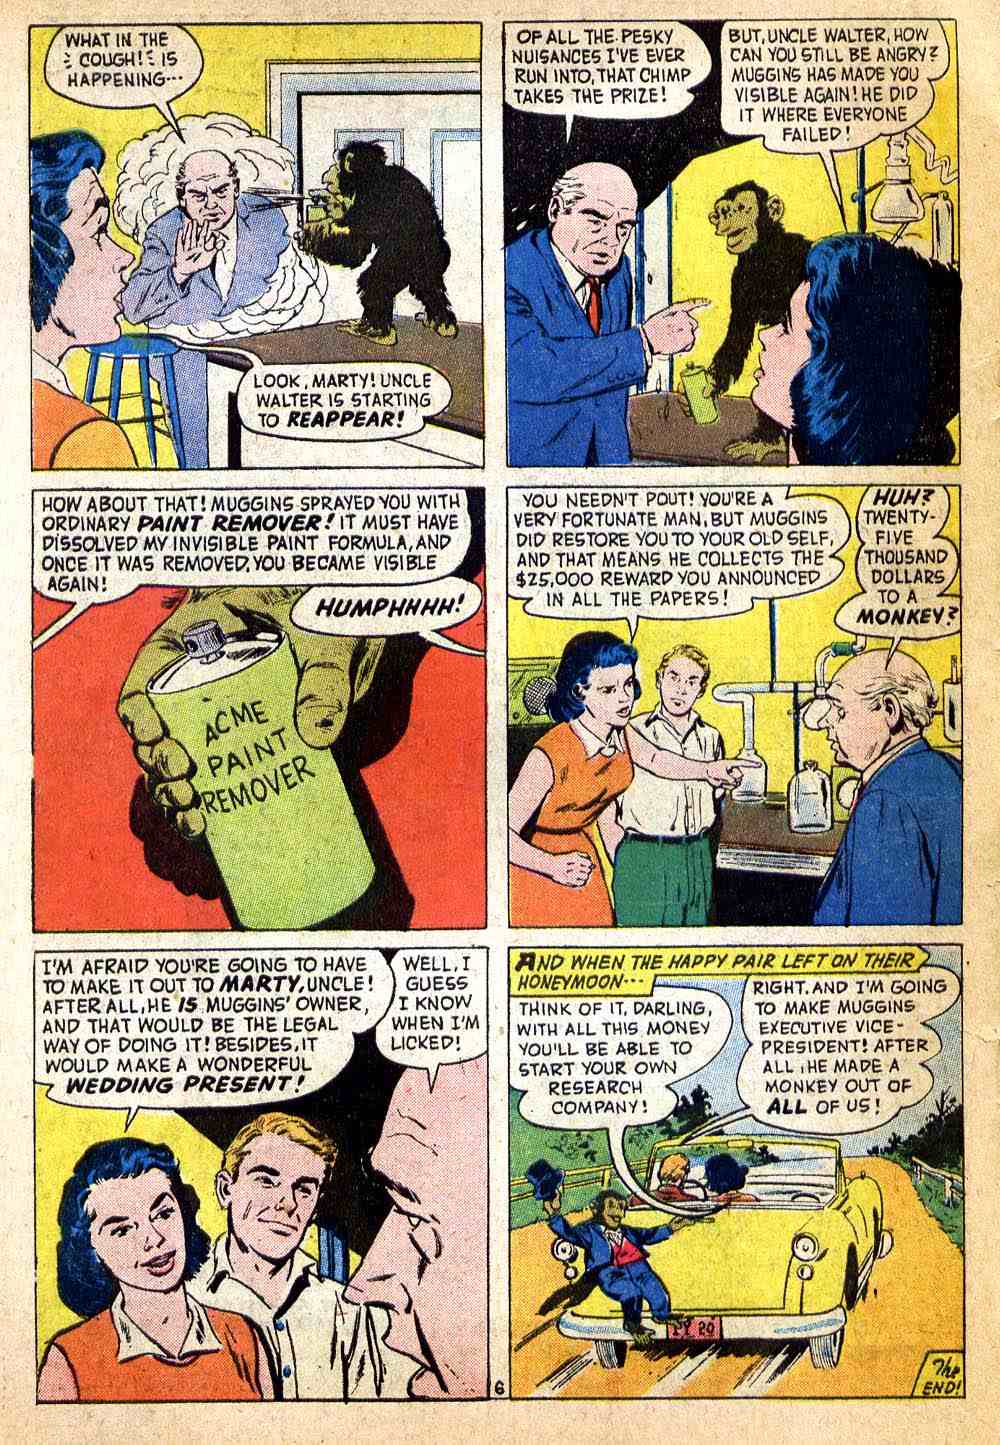 WHAT IN THE
COUGH! IS
HAPPENING...
LOOK, MARTY! UNCLE
WALTER IS STARTING
TO REAPPEAR!
OF ALL THE PESKY
NUISANCES I'VE EVER
RUN INTO, THAT CHIMP
TAKES THE PRIZE!
BUT, UNCLE WALTER, HOW
CAN YOU STILL BE ANGRY?
MUGGINS HAS MADE YOU
VISIBLE AGAIN! HE DID
IT WHERE EVERYONE
FAILED!
HOW ABOUT THAT! MUGGINS SPRAYED YOU WITH
ORDINARY PAINT REMOVER! IT MUST HAVE
DISSOLVED MY INVISIBLE PAINT FORMULA, AND
ONCE IT WAS REMOVED, YOU BECAME VISIBLE
AGAIN!
HUMPHHHH!
ACME
PAINT
REMOVER
YOU NEEDN'T POUT! YOU'RE A
VERY FORTUNATE MAN, BUT MUGGINS
DID RESTORE YOU TO YOUR OLD SELF,
AND THAT MEANS HE COLLECTS THE
$25,000 REWARD YOU ANNOUNCED
IN ALL THE PAPERS!
HUH?
TWENTY-
FIVE
THOUSAND
DOLLARS
TO A
MONKEY?
I'M AFRAID YOU'RE GOING TO HAVE
TO MAKE IT OUT TO MARTY, UNCLE!
AFTER ALL, HE IS MUGGINS' OWNER,
AND THAT WOULD BE THE LEGAL
WAY OF DOING IT! BESIDES, IT
WOULD MAKE A WONDERFUL
WEDDING PRESENT!
WELL, I
GUESS
I KNOW
WHEN I'M
LICKED!
6
AND WHEN THE HAPPY PAIR LEFT ON THEIR
HONEYMOON...
THINK OF IT, DARLING,
WITH ALL THIS MONEY
YOU'LL BE ABLE TO
START YOUR OWN
RESEARCH
COMPANY!
RIGHT. AND I'M GOING
TO MAKE MUGGINS
EXECUTIVE VICE-
PRESIDENT! AFTER
ALL, HE MADE A
MONKEY OUT OF
ALL OF US!
The
END!